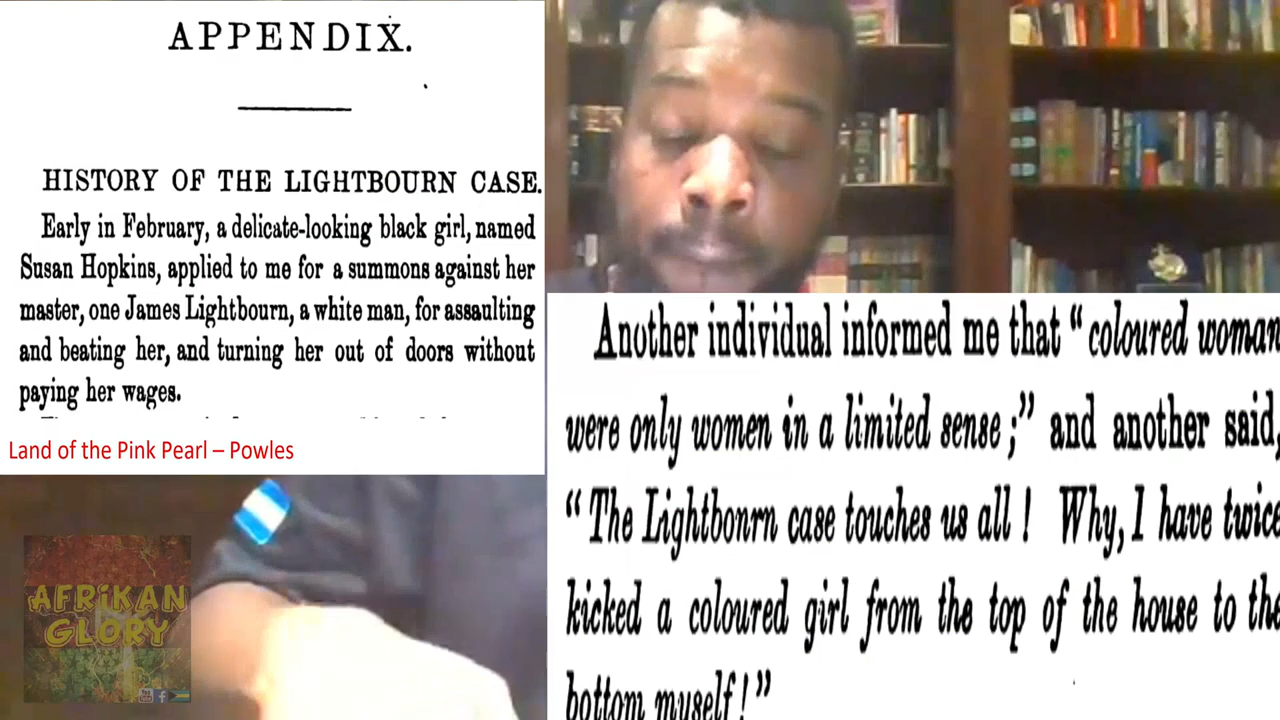 APPENDIX.
HISTORY OF THE LIGHTBOURN CASE.
Early in February, a delicate-looking black girl, named
Susan Hopkins, applied to me for a summons against her
master, one James Lightbourn, a white man, for assaulting
and beating her, and turning her out of doors without
paying her wages.
Land of the Pink Pearl – Powles
AFRiKAN
GLORY
Another individual informed me that “coloured woman
were only women in a limited sense;” and another said,
“The Lightbonrn case touches us all! Why, I have twice
kicked a coloured girl from the top of the house to the
bottom myself!”